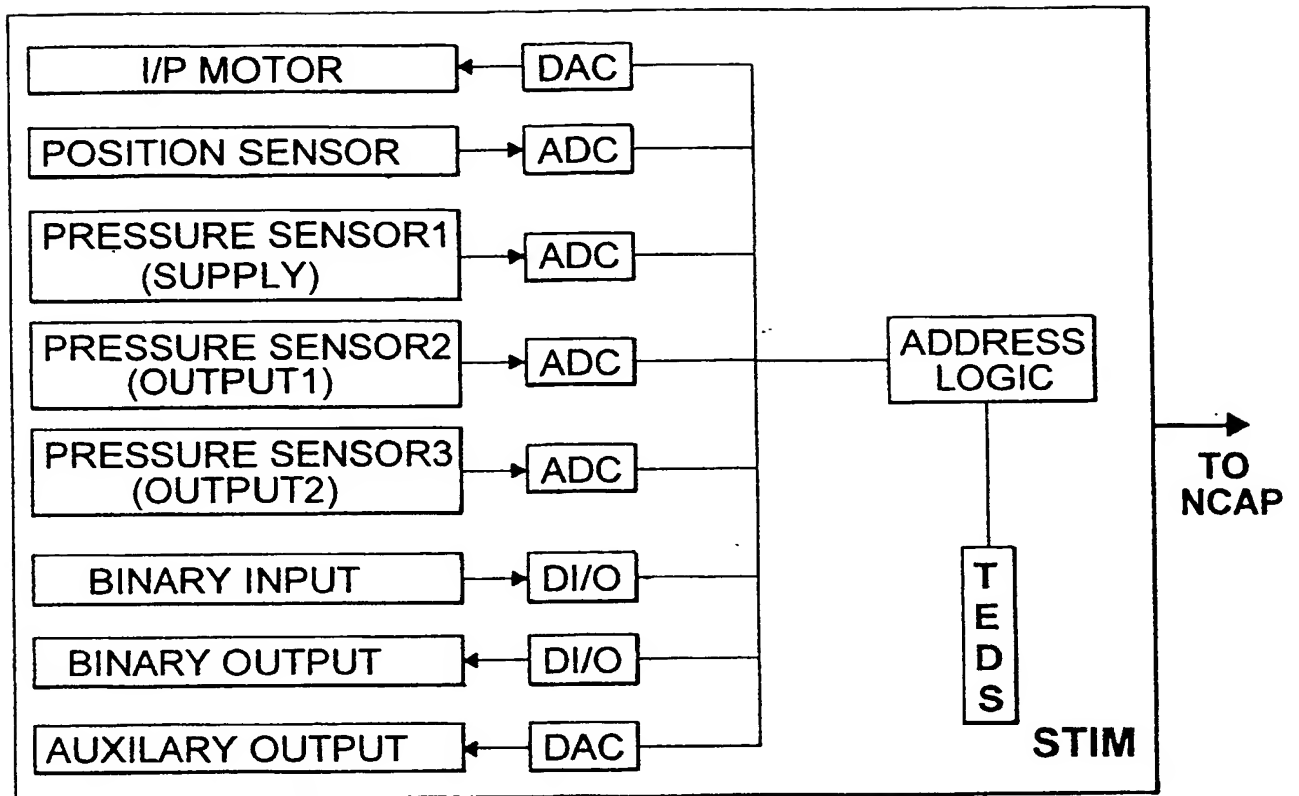 I/P MOTOR
DAC
POSITION SENSOR
ADC
PRESSURE SENSOR1
(SUPPLY)
ADC
PRESSURE SENSOR2
(OUTPUT1)
ADC
PRESSURE SENSOR3
(OUTPUT2)
ADC
BINARY INPUT
DI/O
BINARY OUTPUT
DI/O
AUXILARY OUTPUT
DAC
ADDRESS
LOGIC
TEDS
STIM
TO
NCAP